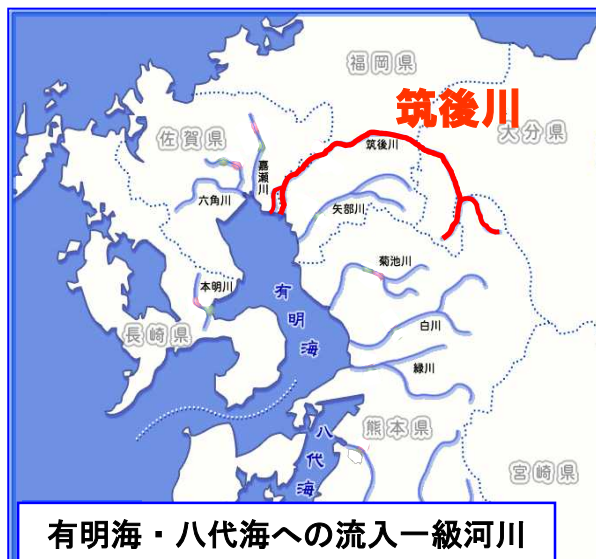 福岡県
筑後川
大分県
佐賀県
嘉瀬川
筑後川
六角川
矢部川
菊池川
本明川
有明海
白川
長崎県
緑川
熊本県
八代海
宮崎県
有明海・八代海への流入一級河川